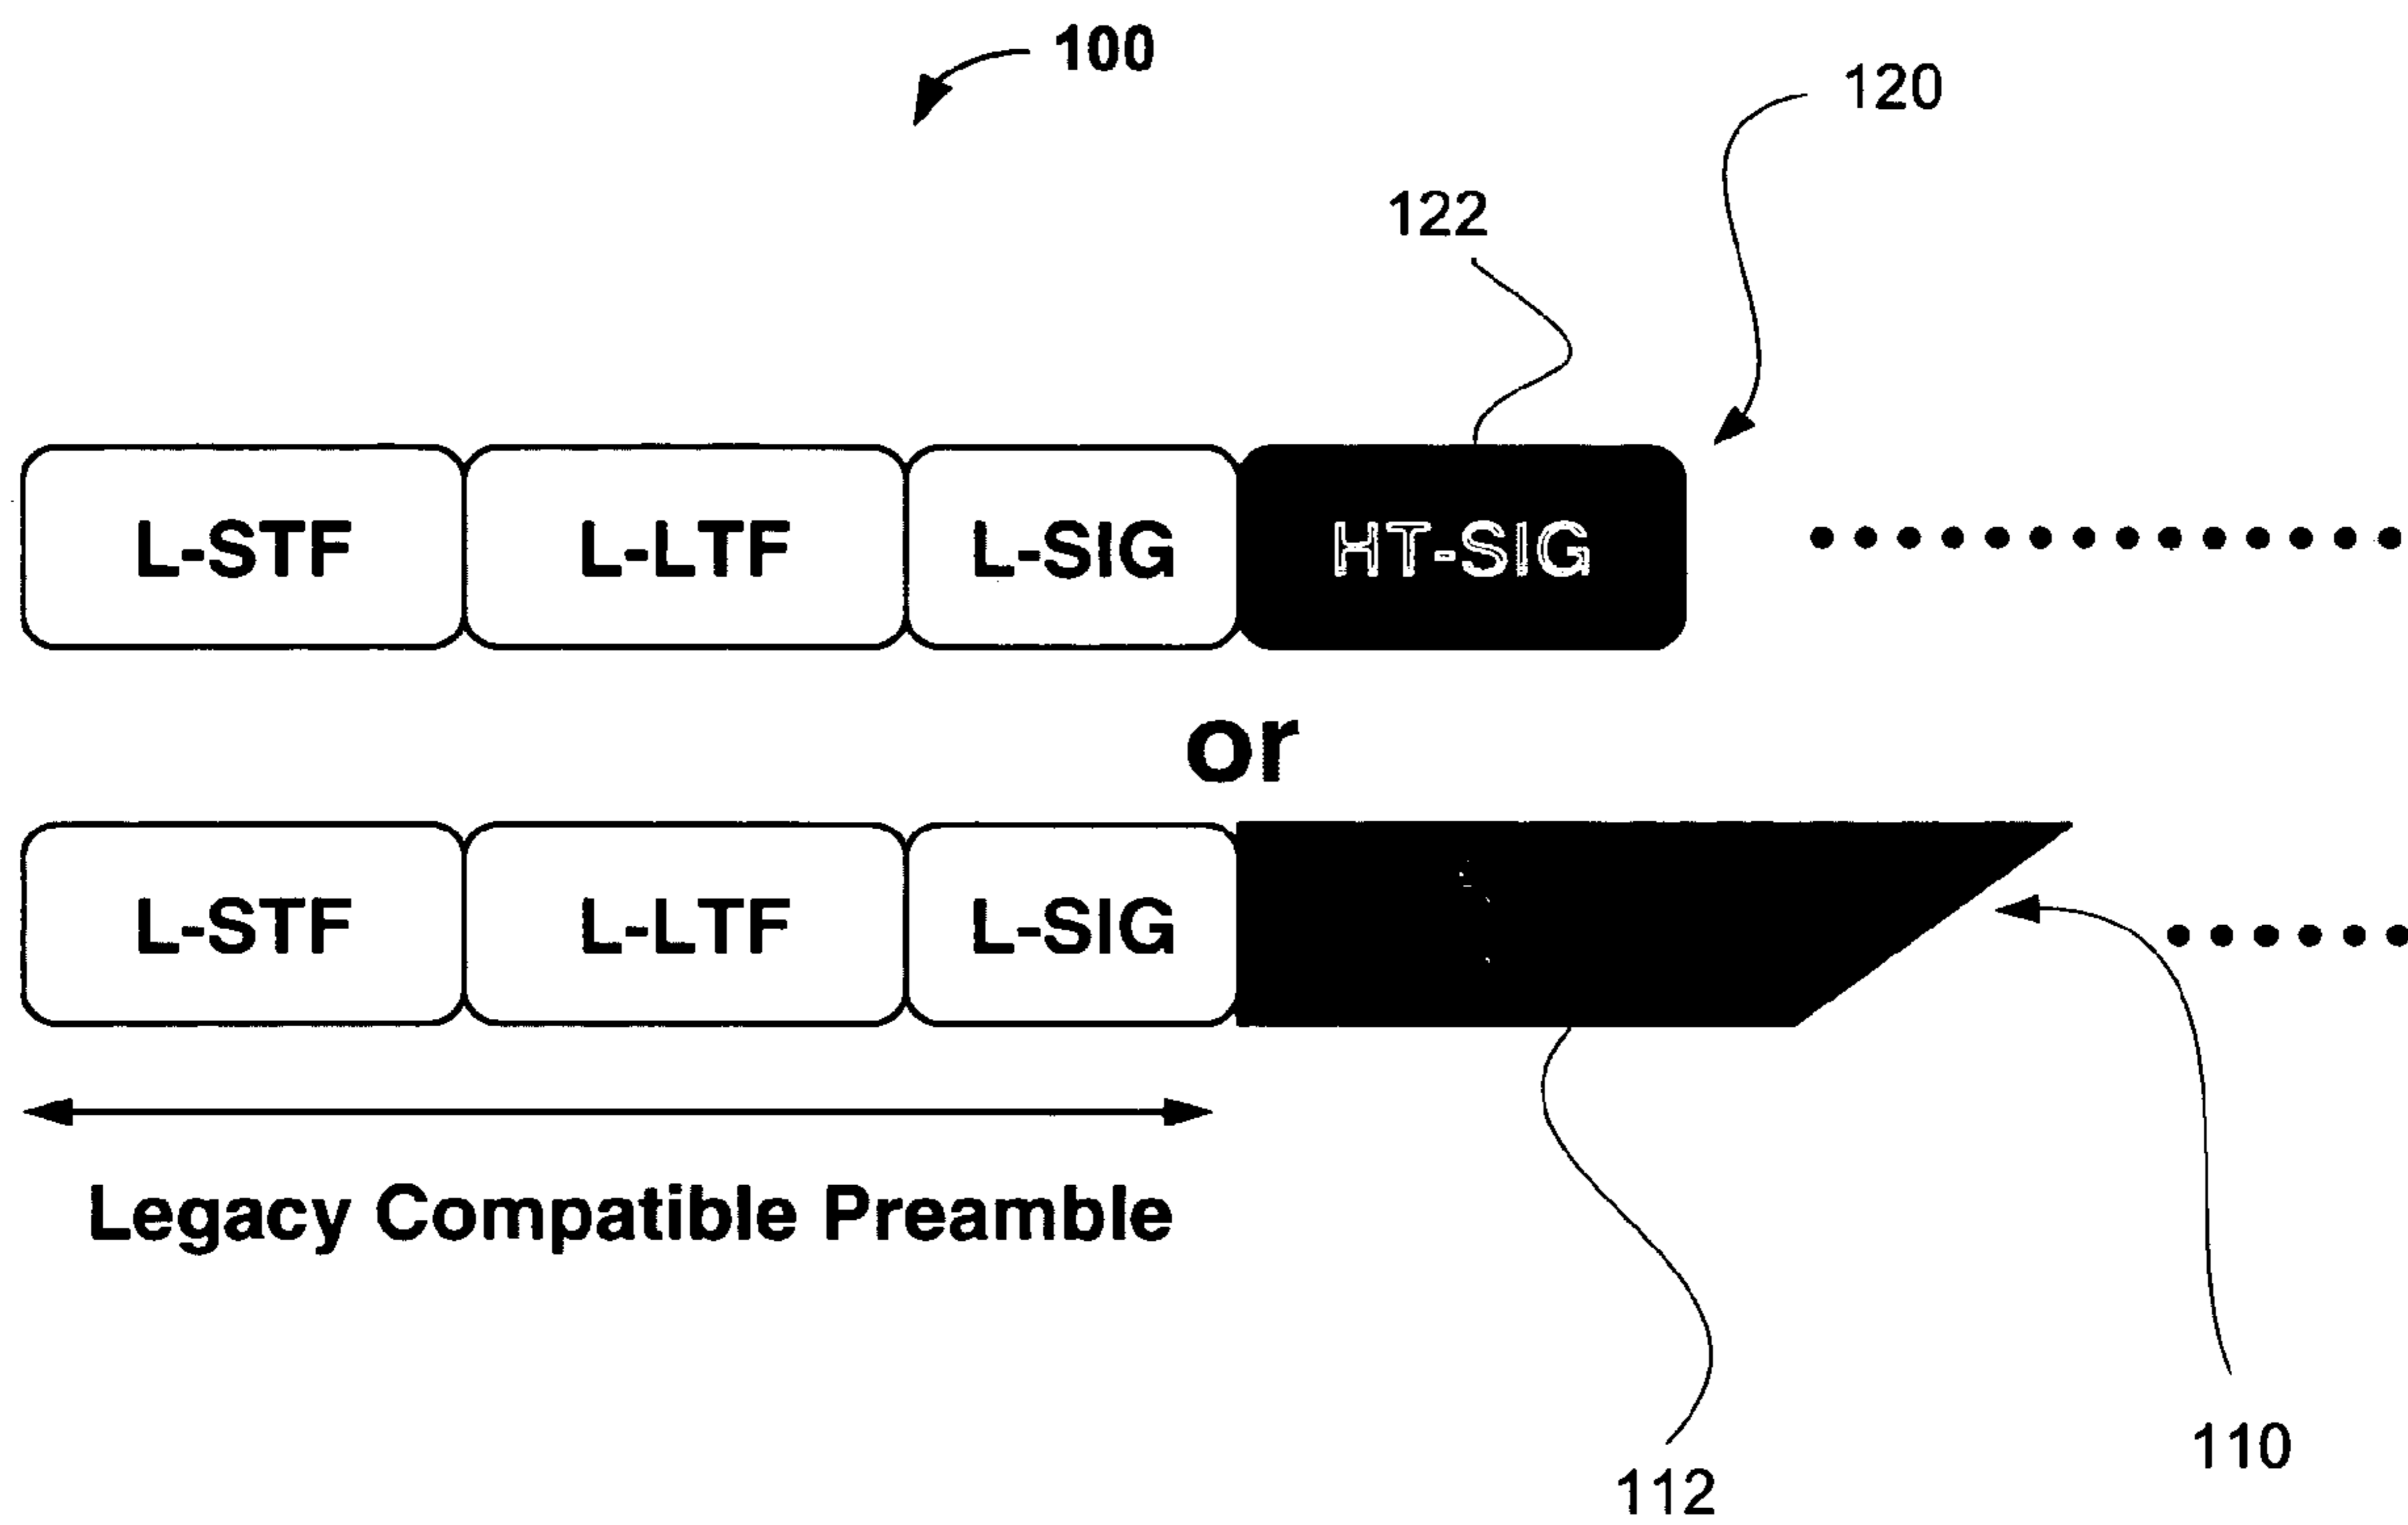 100
120
122
L-STF L-LTF L-SIG HT-SIG
or
L-STF L-LTF L-SIG
Legacy Compatible Preamble
110
112